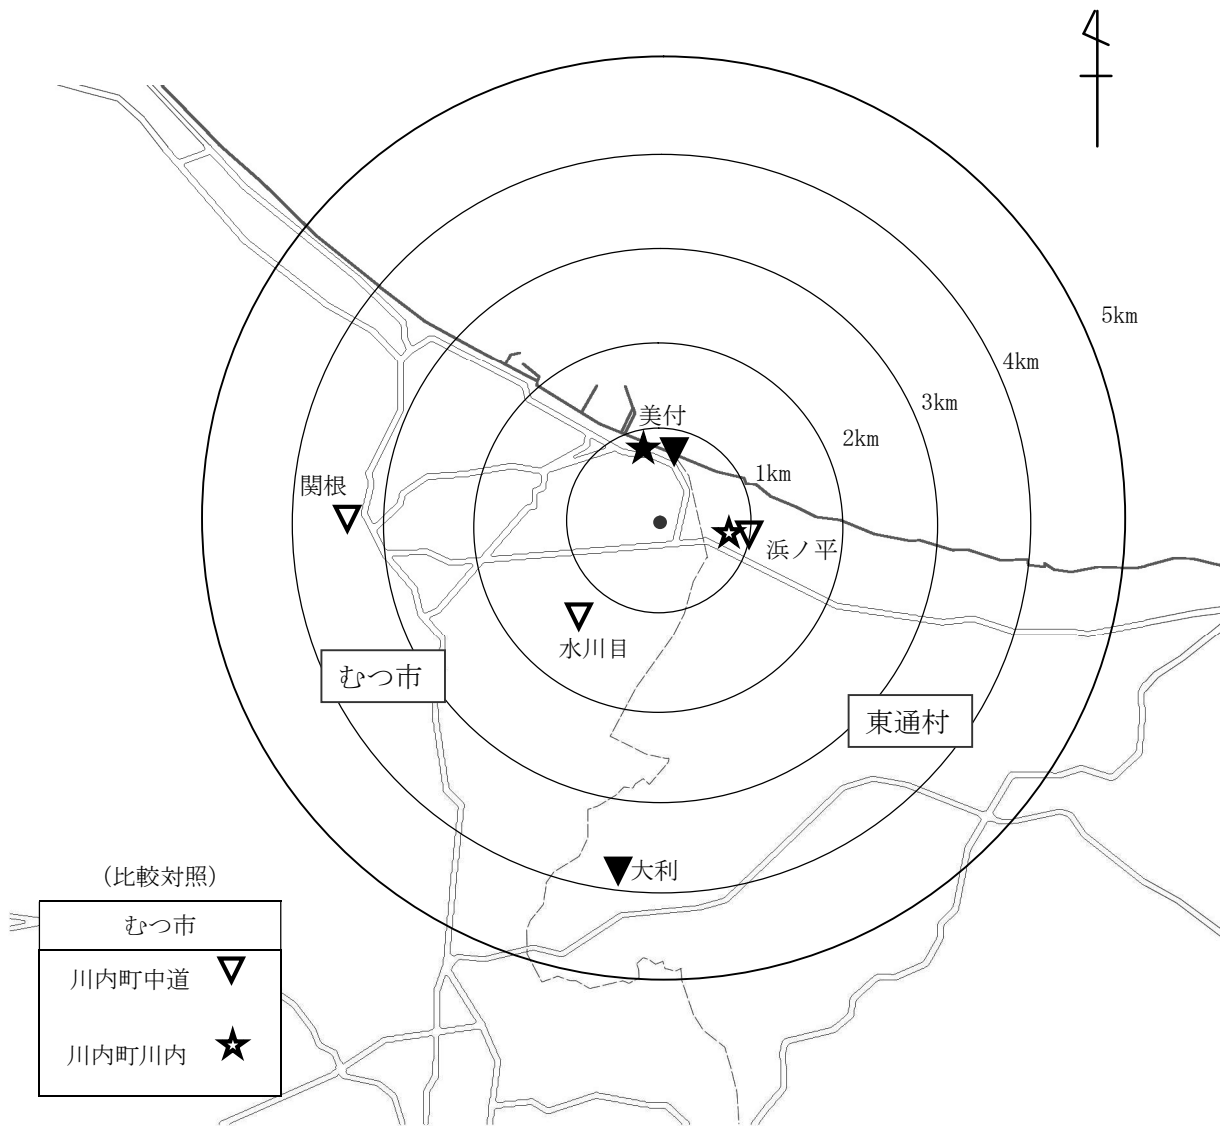 5km
4km
3km
2km
1km
美付
関根
浜ノ平
水川目
むつ市
東通村
大利
（比較対照）
むつ市
川内町中道
川内町川内